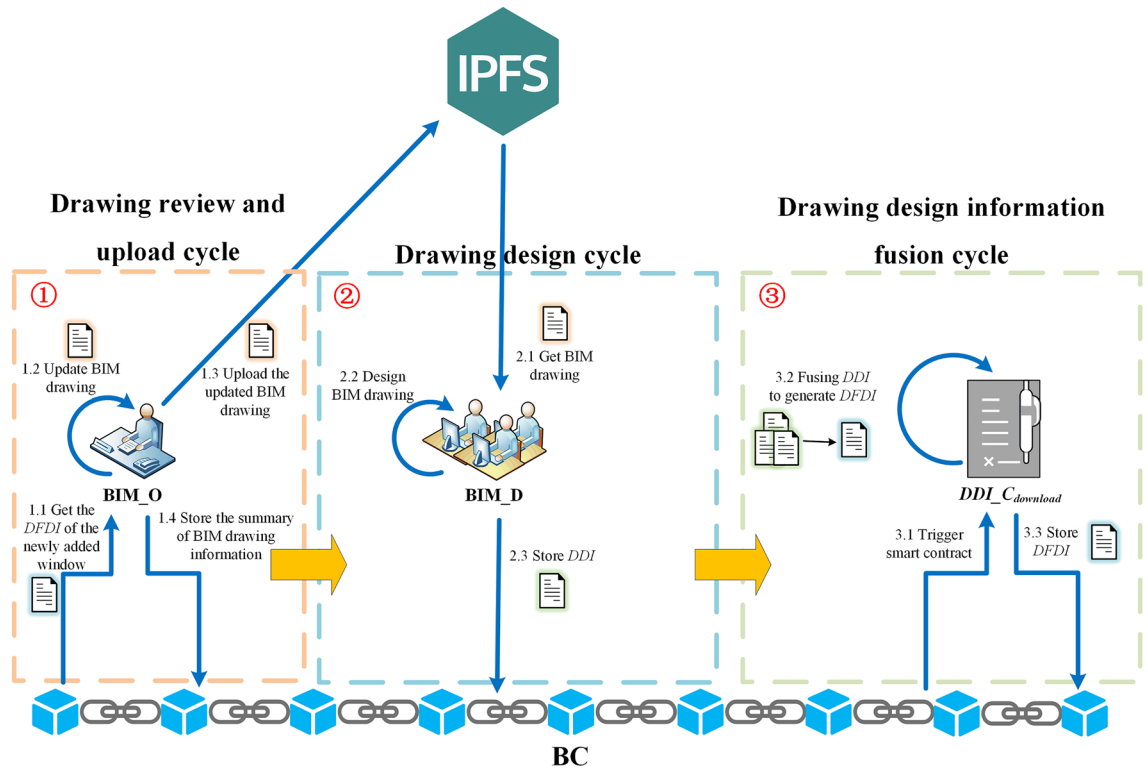 IPFS
Drawing review and
upload cycle
Drawing design cycle
Drawing design information
fusion cycle
①
1.2 Update BIM
drawing
1.3 Upload the
updated BIM
drawing
BIM_O
1.1 Get the
DFDI of the
newly added
window
1.4 Store the summary
of BIM drawing
information
②
2.1 Get BIM
drawing
2.2 Design
BIM drawing
BIM_D
2.3 Store DDI
③
3.2 Fusing DDI
to generate DFDI
DDI_Cdownload
3.1 Trigger
smart contract
3.3 Store
DFDI
BC